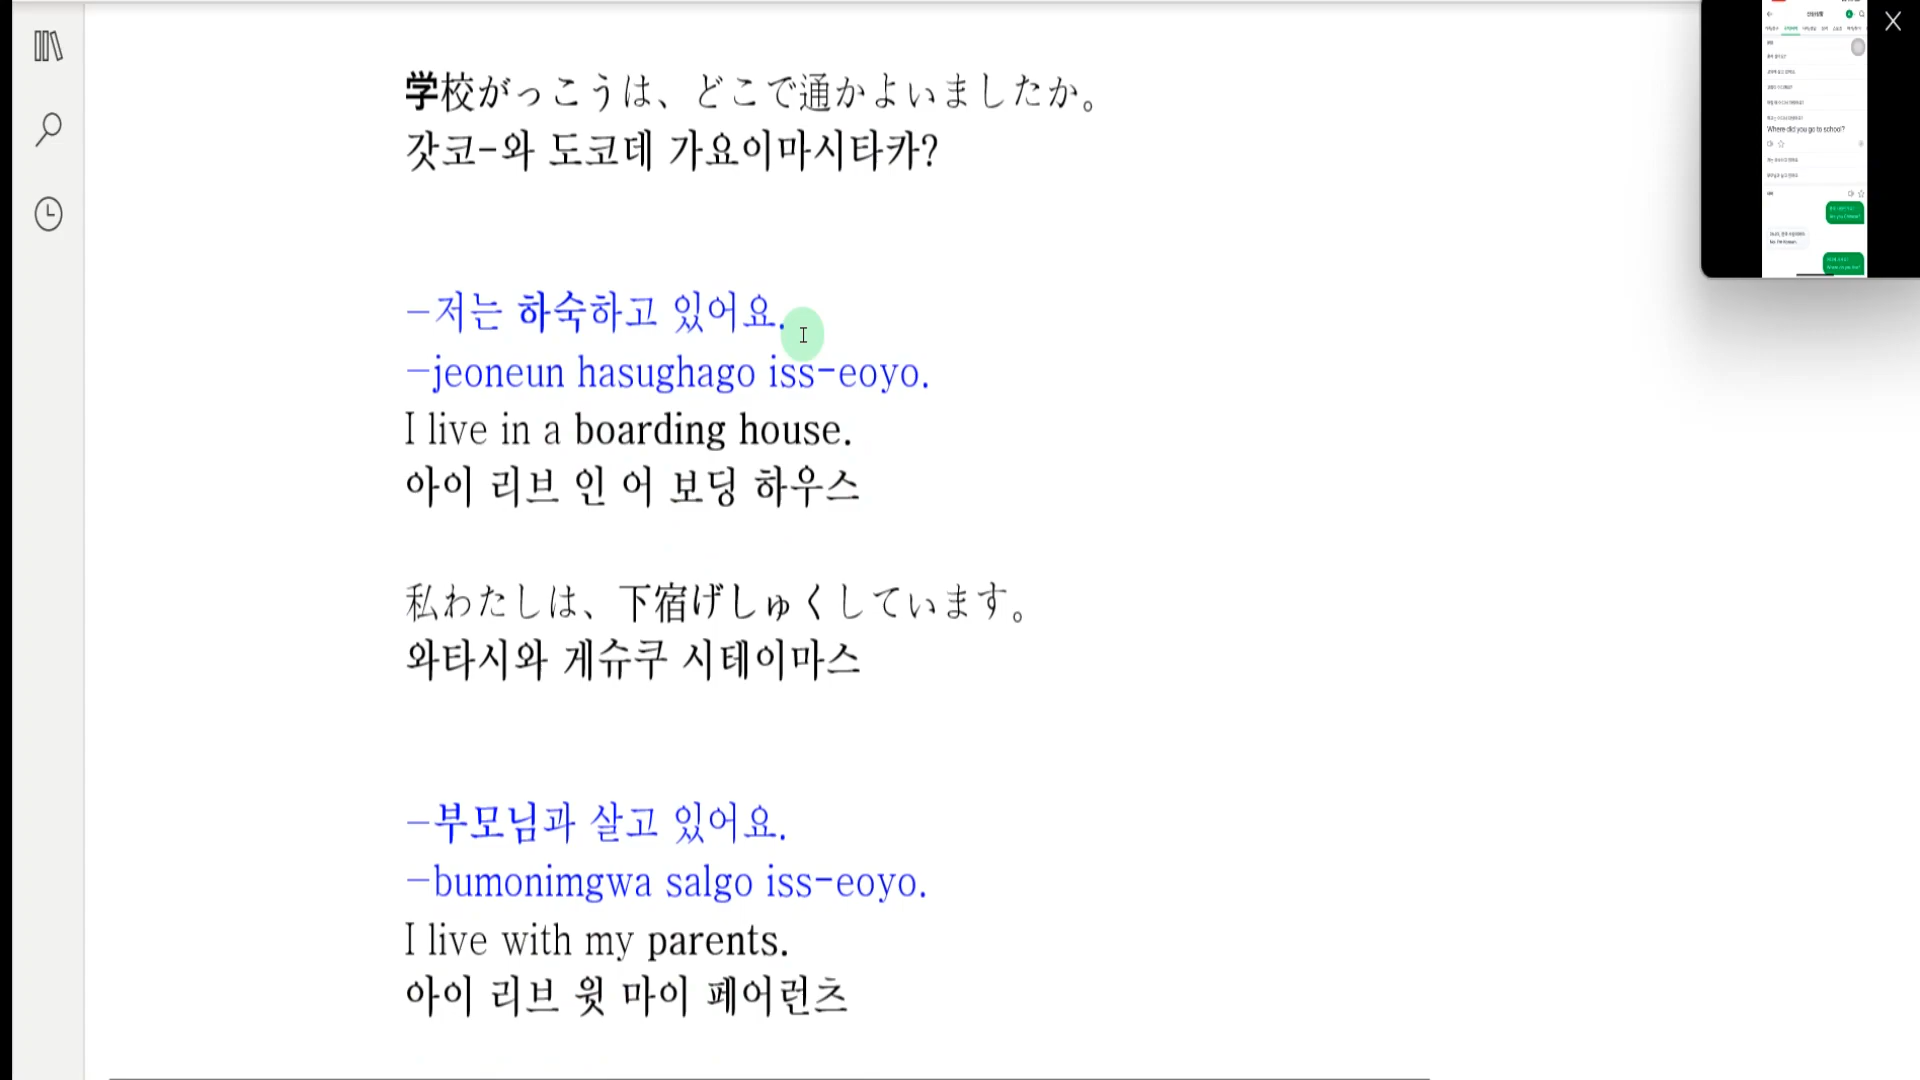 学校がっこうは、どこで通かよいましたか。
갓코-와 도코데 가요이마시타카?
-저는 하숙하고 있어요.
-jeoneun hasughago iss-eoyo.
I live in a boarding house.
아이 리브 인 어 보딩 하우스
私わたしは、下宿げしゅくしています。
와타시와 게슈쿠 시테이마스
-부모님과 살고 있어요.
-bumonimgwa salgo iss-eoyo.
I live with my parents.
아이 리브 윗 마이 페어런츠
Where did you go to school?